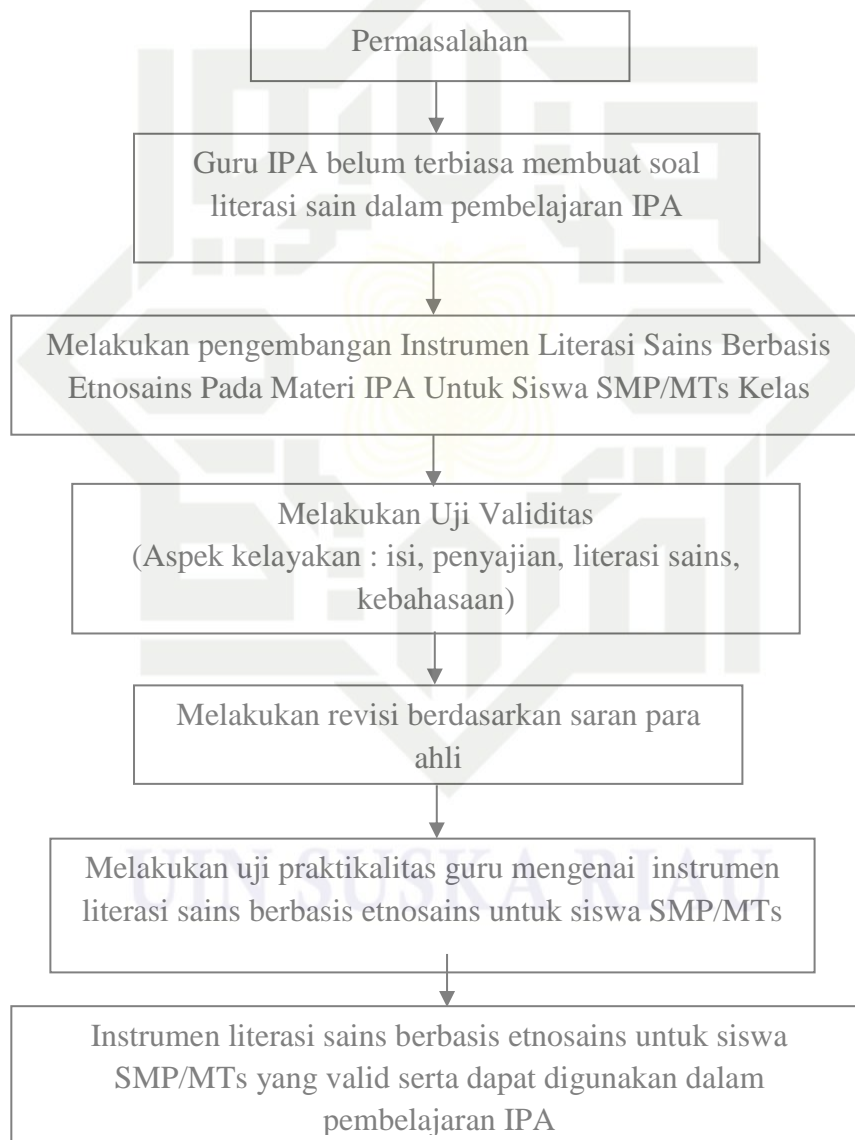 Permasalahan
Guru IPA belum terbiasa membuat soal
literasi sain dalam pembelajaran IPA
Melakukan pengembangan Instrumen Literasi Sains Berbasis
Etnosains Pada Materi IPA Untuk Siswa SMP/MTs Kelas
Melakukan Uji Validitas
(Aspek kelayakan : isi, penyajian, literasi sains,
kebahasaan)
Melakukan revisi berdasarkan saran para
ahli
Melakukan uji praktikalitas guru mengenai instrumen
literasi sains berbasis etnosains untuk siswa SMP/MTs
UIN SUSKA RIAU
Instrumen literasi sains berbasis etnosains untuk siswa
SMP/MTs yang valid serta dapat digunakan dalam
pembelajaran IPA